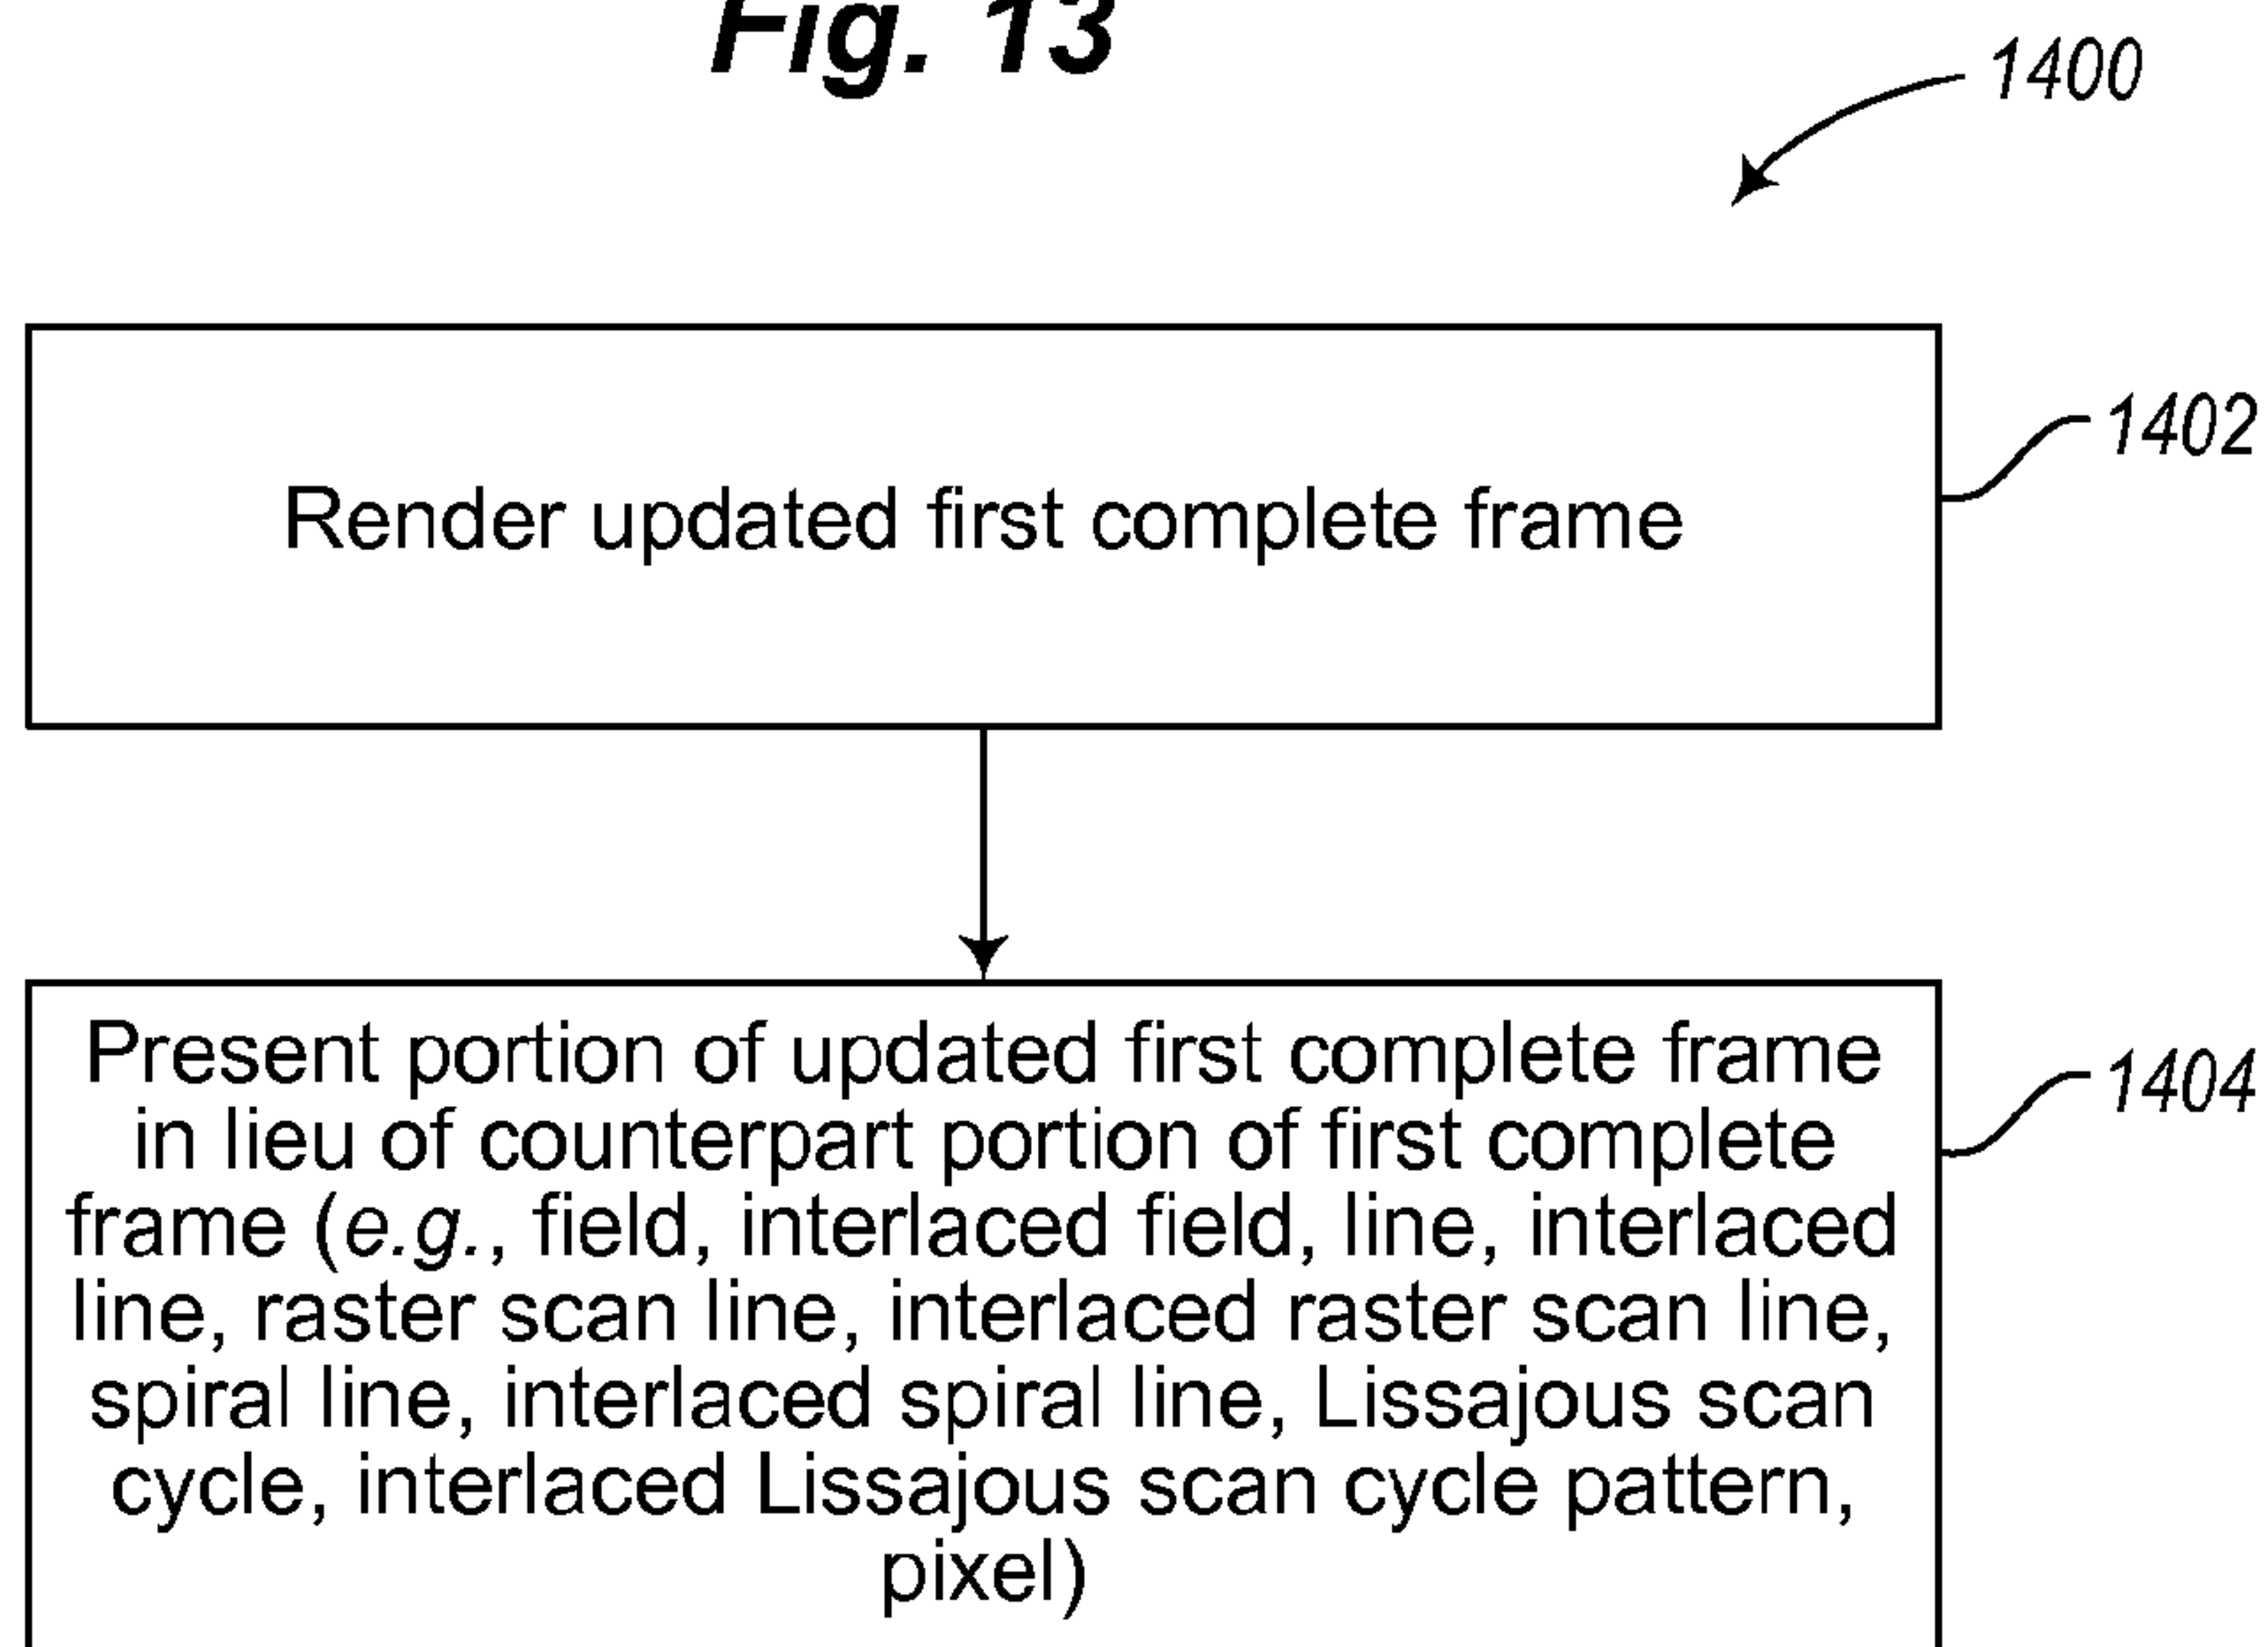 Fig. 13
1400
Render updated first complete frame
1402
Present portion of updated first complete frame
in lieu of counterpart portion of first complete
frame (e.g., field, interlaced field, line, interlaced
line, raster scan line, interlaced raster scan line,
spiral line, interlaced spiral line, Lissajous scan
cycle, interlaced Lissajous scan cycle pattern,
pixel)
1404